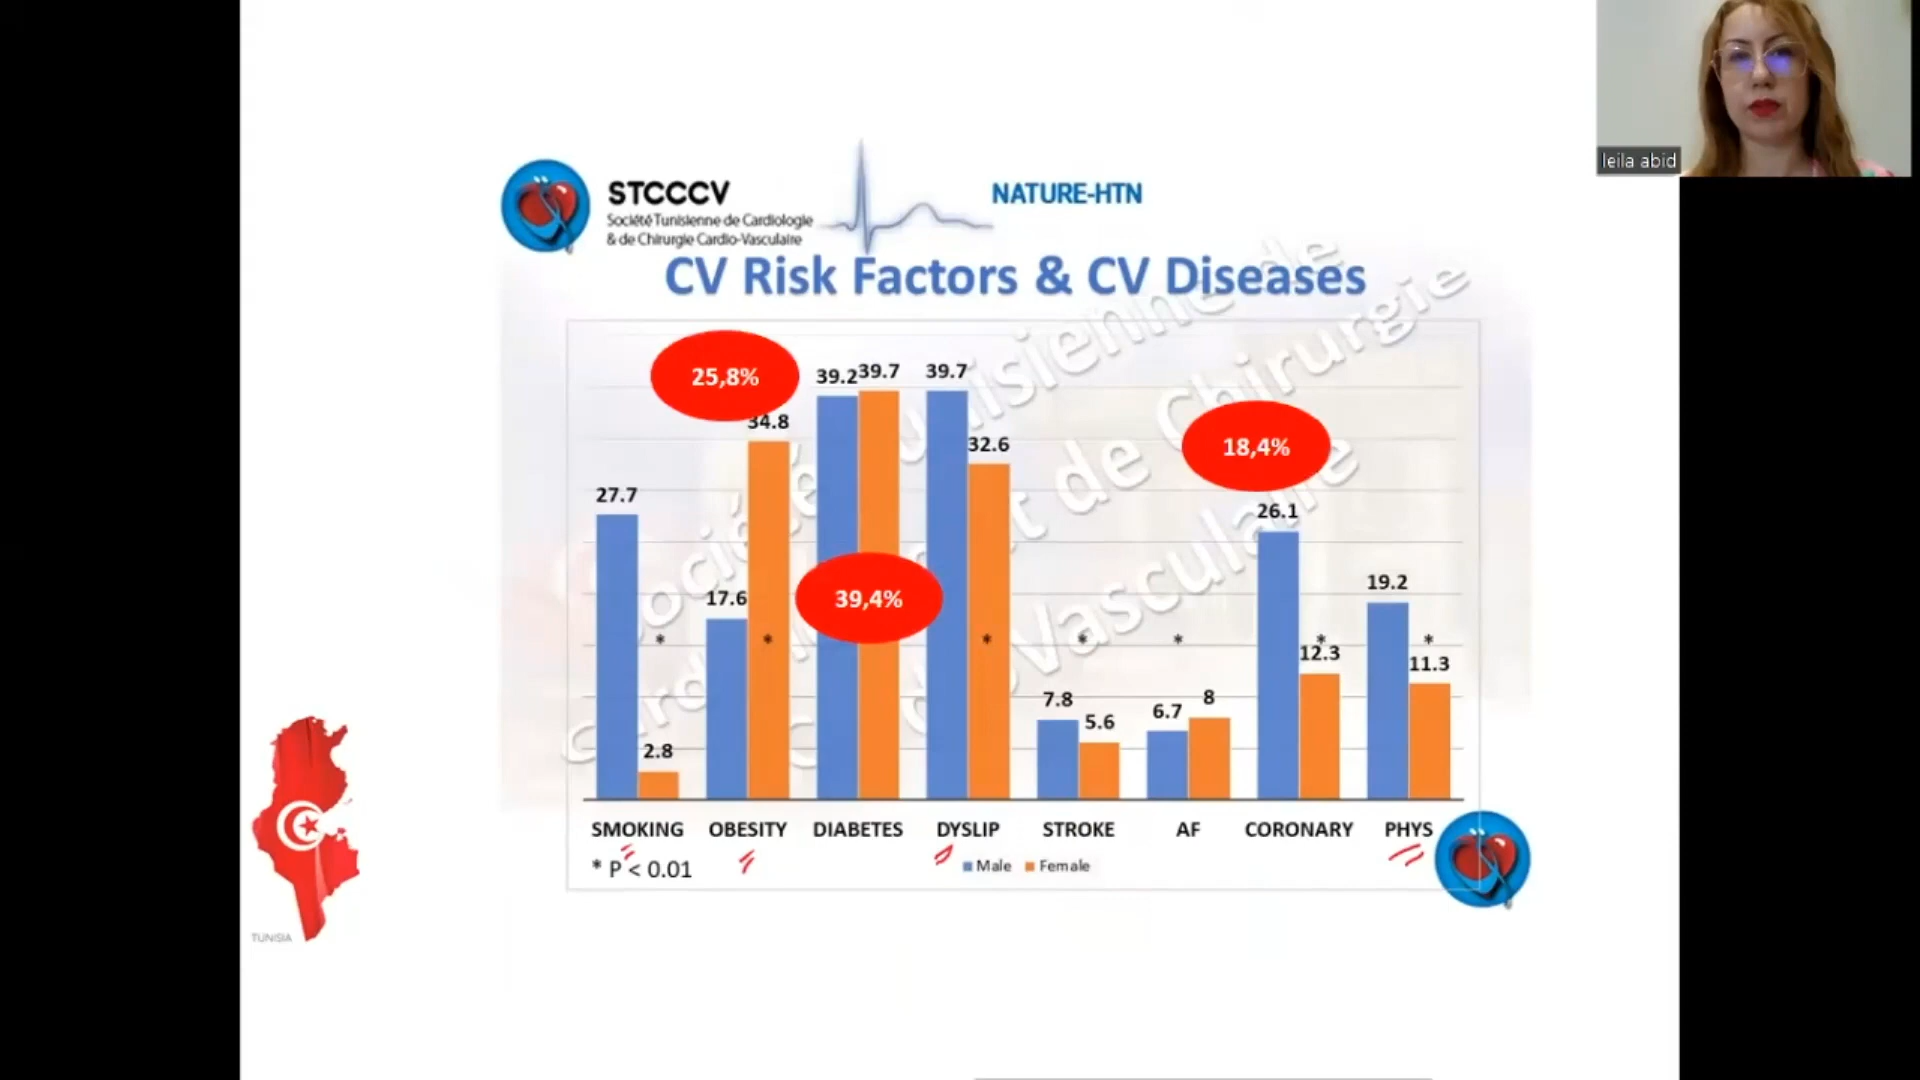 leila abid
STCCCV
Société Tunisienne de Cardiologie
& de Chirurgie Cardio-Vasculaire
NATURE-HTN
CV Risk Factors & CV Diseases
25,8%
39.2 39.7 39.7
34.8
32.6
18,4%
27.7
26.1
17.6
39,4%
19.2
* * * * * * *
12.3
11.3
7.8
5.6
6.7
8
2.8
SMOKING OBESITY DIABETES DYSLIP STROKE AF CORONARY PHYS
* P < 0.01
Male Female
TUNISIA